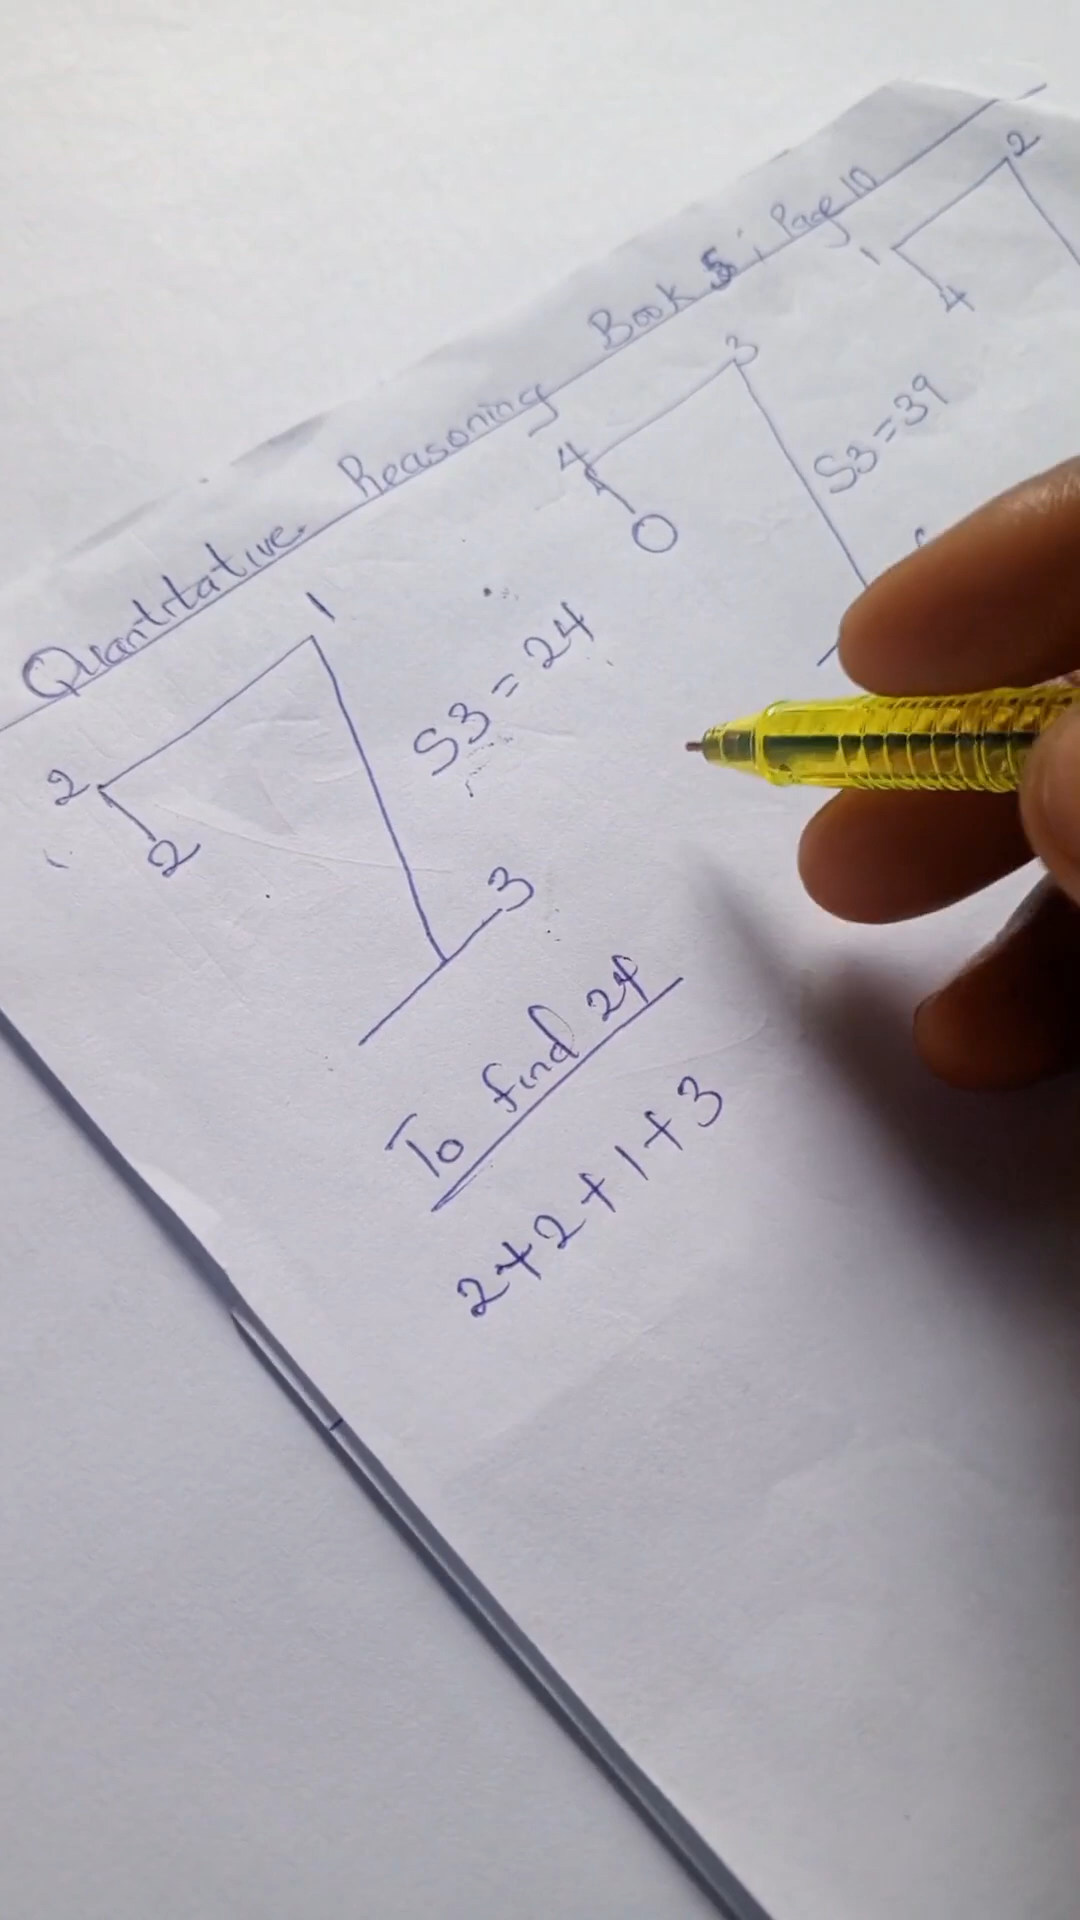 Quantitative Reasoning Book 5; Page 10
2
1
2
3
S3 = 24
4
3
0
S3 = 39
1
2
4
To find 24
2+2+1+3